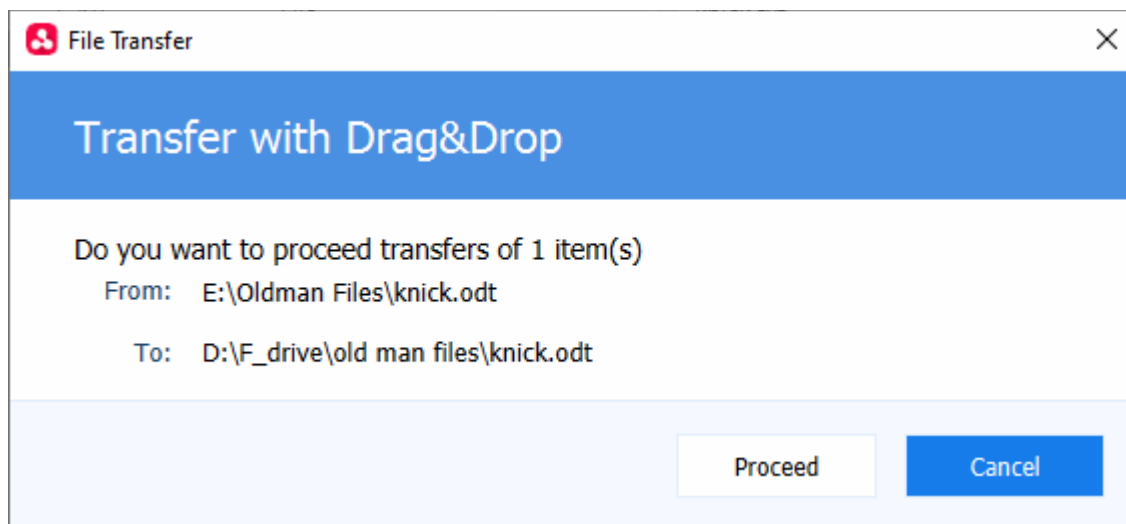 File Transfer
Transfer with Drag&Drop
Do you want to proceed transfers of 1 item(s)
From: E:\Oldman Files\knick.odt
To: D:\F_drive\old man files\knick.odt
Proceed Cancel